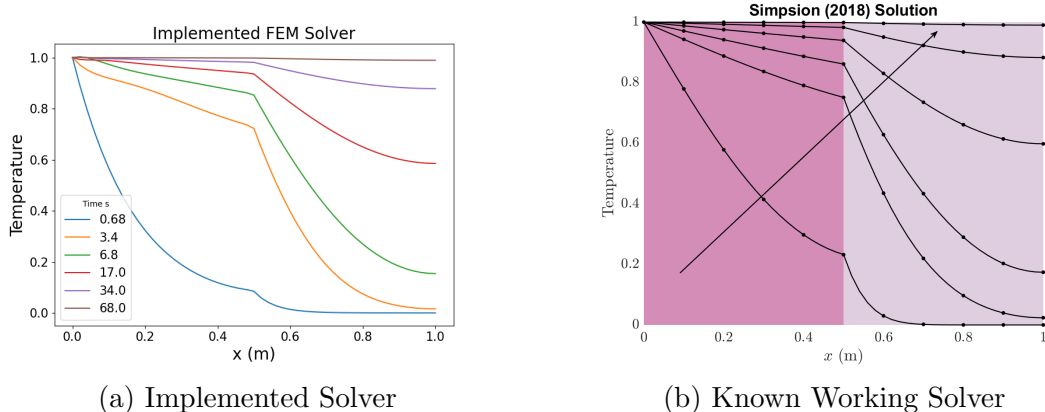 Implemented FEM Solver
Temperature
1.0
0.8
0.6
0.4
0.2
0.0
Time s
0.68
3.4
6.8
17.0
34.0
68.0
0.0 0.2 0.4 0.6 0.8 1.0
x (m)
(a) Implemented Solver
Simpsion (2018) Solution
Temperature
1
0.8
0.6
0.4
0.2
0
0 0.2 0.4 0.6 0.8 1
x (m)
(b) Known Working Solver